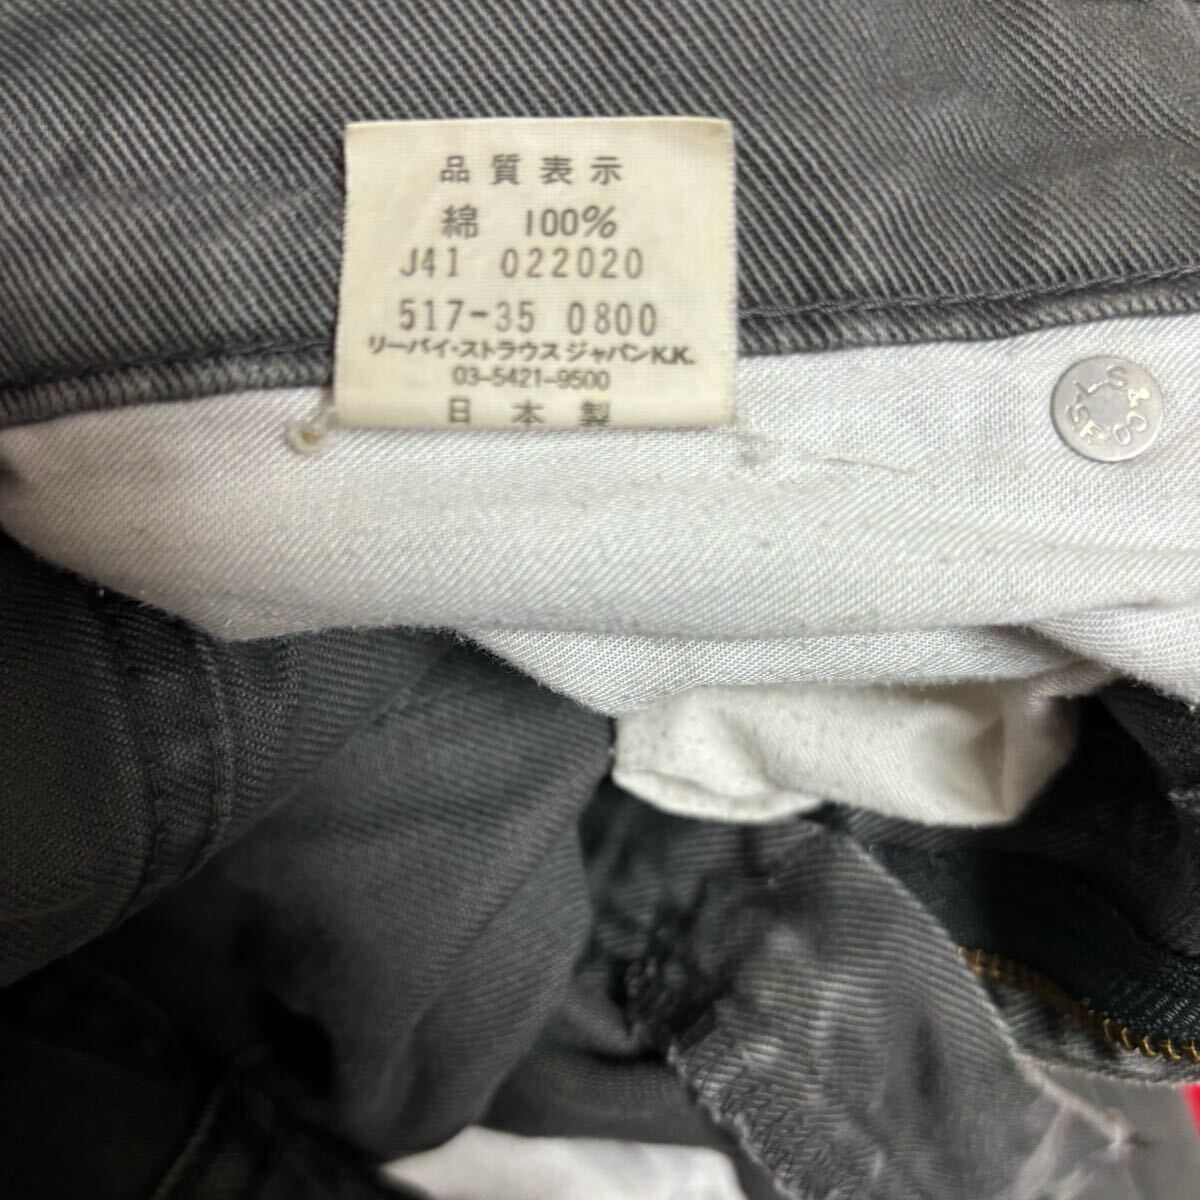 品質表示
綿 100%
J41 022020
517-35 0800
リーバイ・ストラウス ジャパンK.K.
03-5421-9500
日本製
L.S.&CO. S.F.